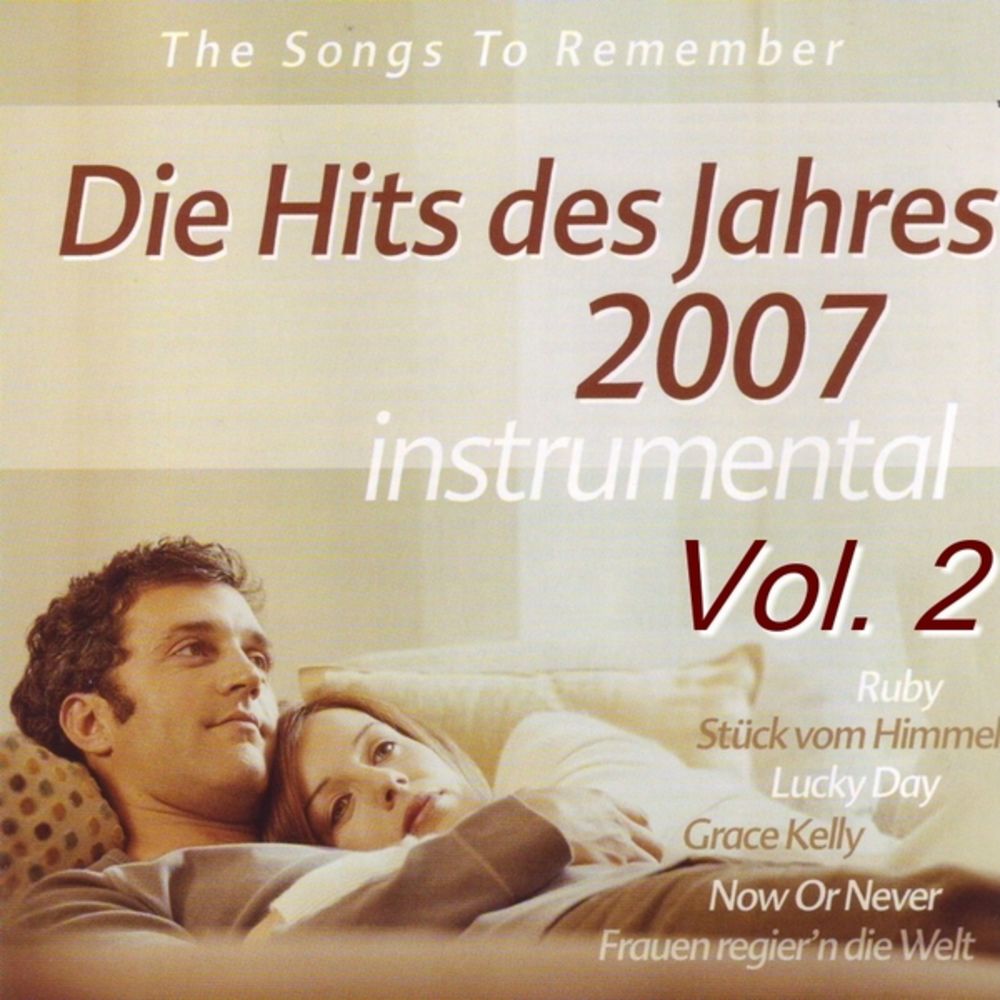 The Songs To Remember
Die Hits des Jahres
2007
instrumental
Vol. 2
Ruby
Stück vom Himmel
Lucky Day
Grace Kelly
Now Or Never
Frauen regier'n die Welt